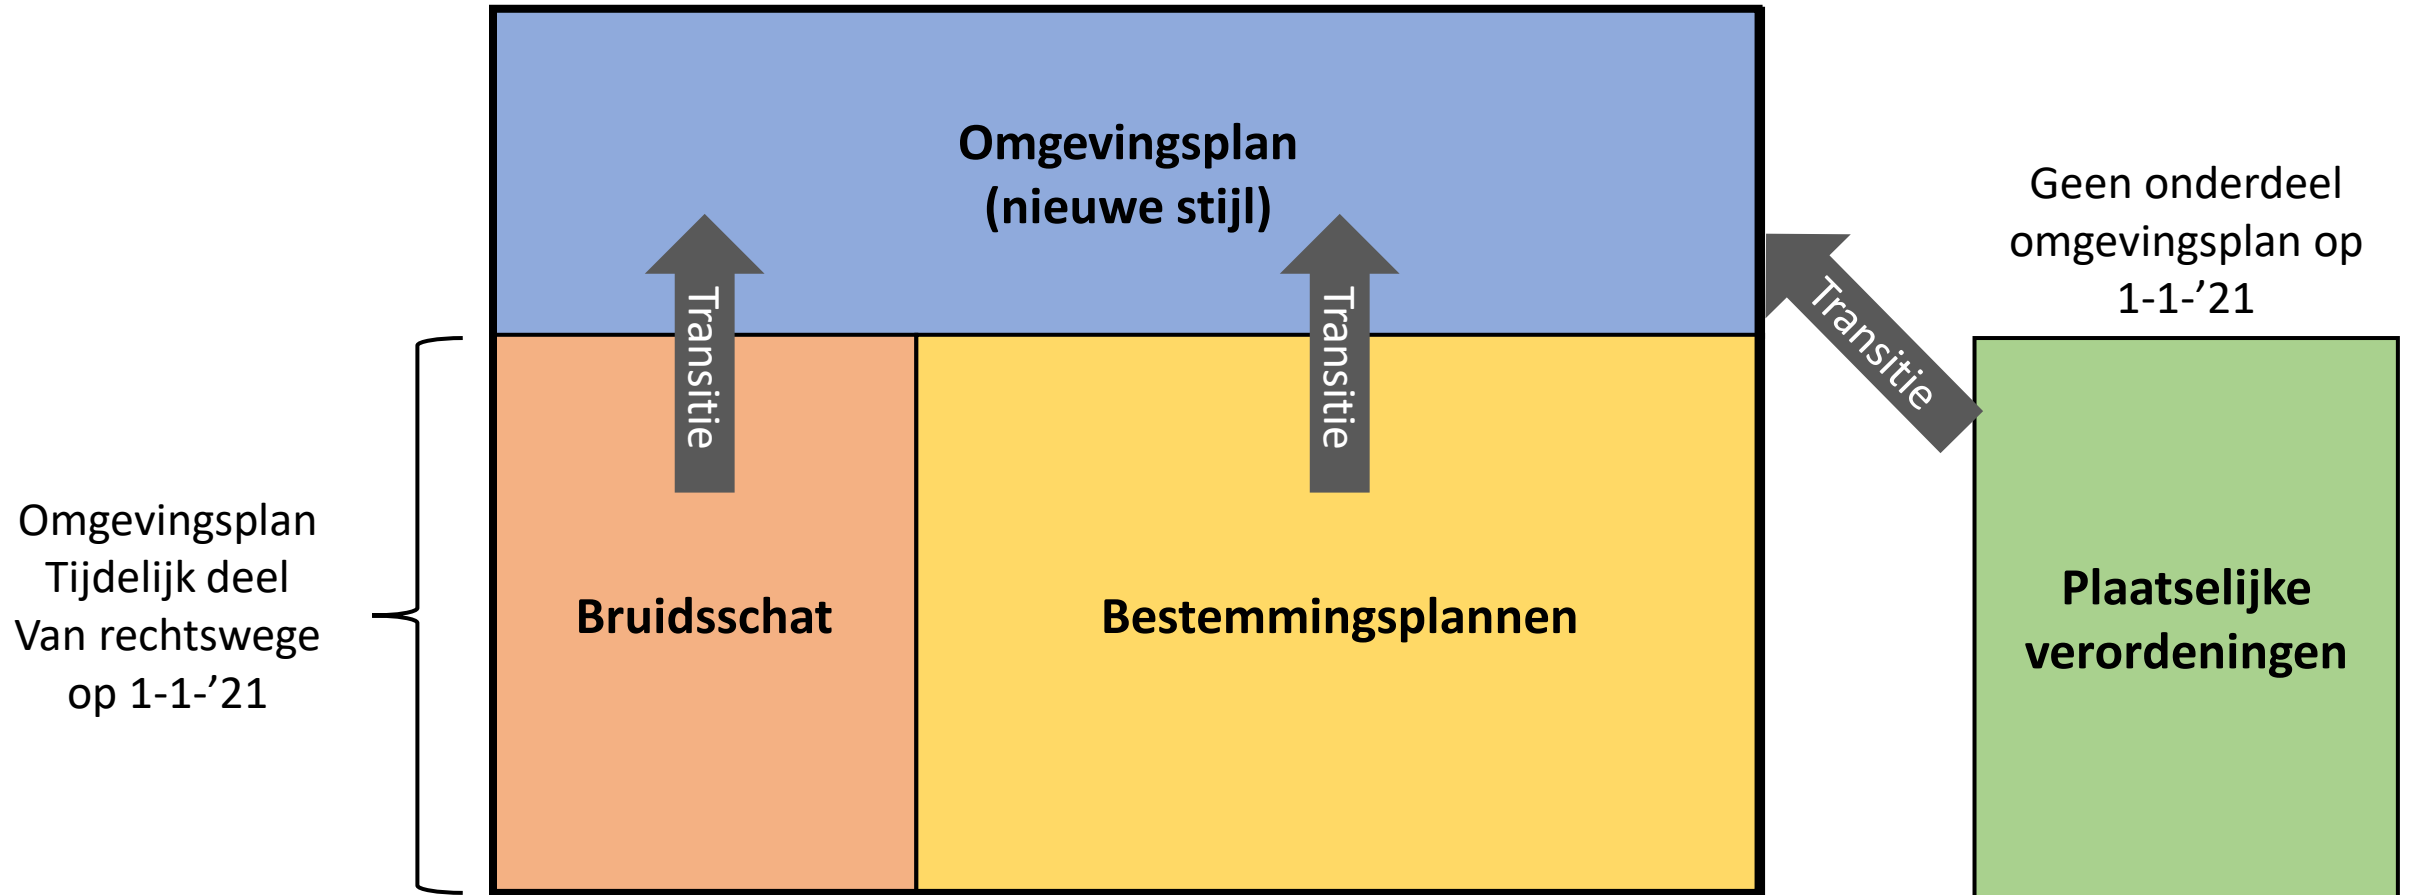 Omgevingsplan
(nieuwe stijl)
Geen onderdeel
omgevingsplan op
1-1-’21
Transitie
Transitie
Transitie
Omgevingsplan
Tijdelijk deel
Van rechtswege
op 1-1-’21
Bruidsschat
Bestemmingsplannen
Plaatselijke
verordeningen